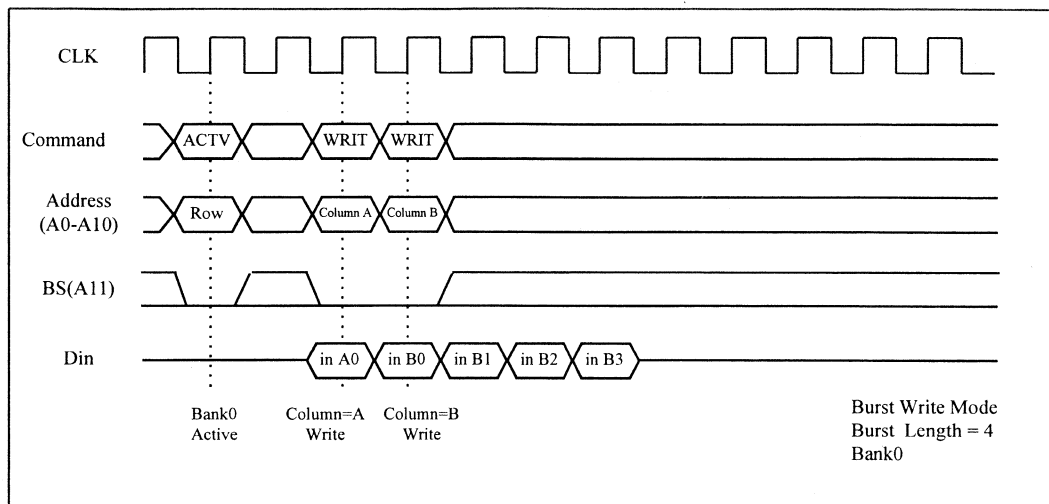 CLK
Command
ACTV
WRIT
WRIT
Address
(A0-A10)
Row
Column A
Column B
BS(A11)
Din
in A0
in B0
in B1
in B2
in B3
Bank0
Active
Column=A
Write
Column=B
Write
Burst Write Mode
Burst Length = 4
Bank0